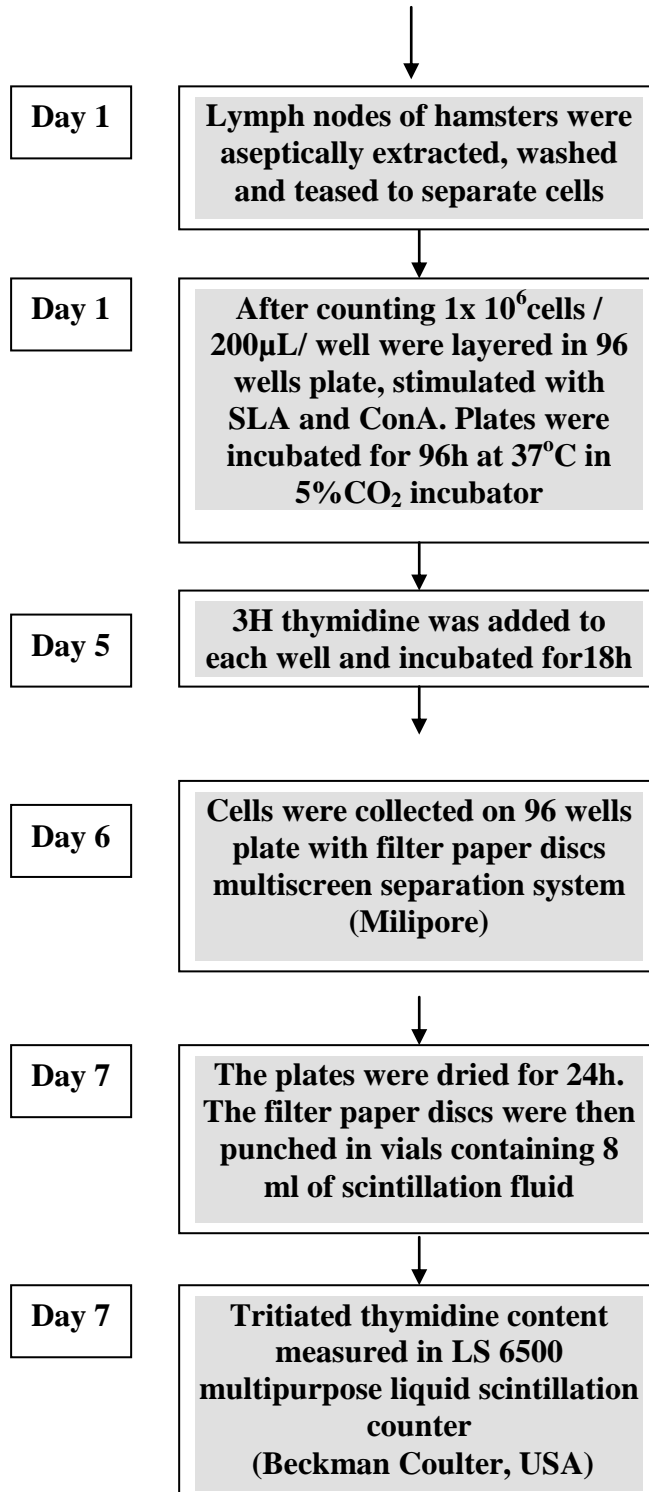 Day 1
Lymph nodes of hamsters were
aseptically extracted, washed
and teased to separate cells
Day 1
After counting 1x 10⁶cells /
200µL/ well were layered in 96
wells plate, stimulated with
SLA and ConA. Plates were
incubated for 96h at 37°C in
5%CO₂ incubator
Day 5
3H thymidine was added to
each well and incubated for18h
Day 6
Cells were collected on 96 wells
plate with filter paper discs
multiscreen separation system
(Milipore)
Day 7
The plates were dried for 24h.
The filter paper discs were then
punched in vials containing 8
ml of scintillation fluid
Day 7
Tritiated thymidine content
measured in LS 6500
multipurpose liquid scintillation
counter
(Beckman Coulter, USA)